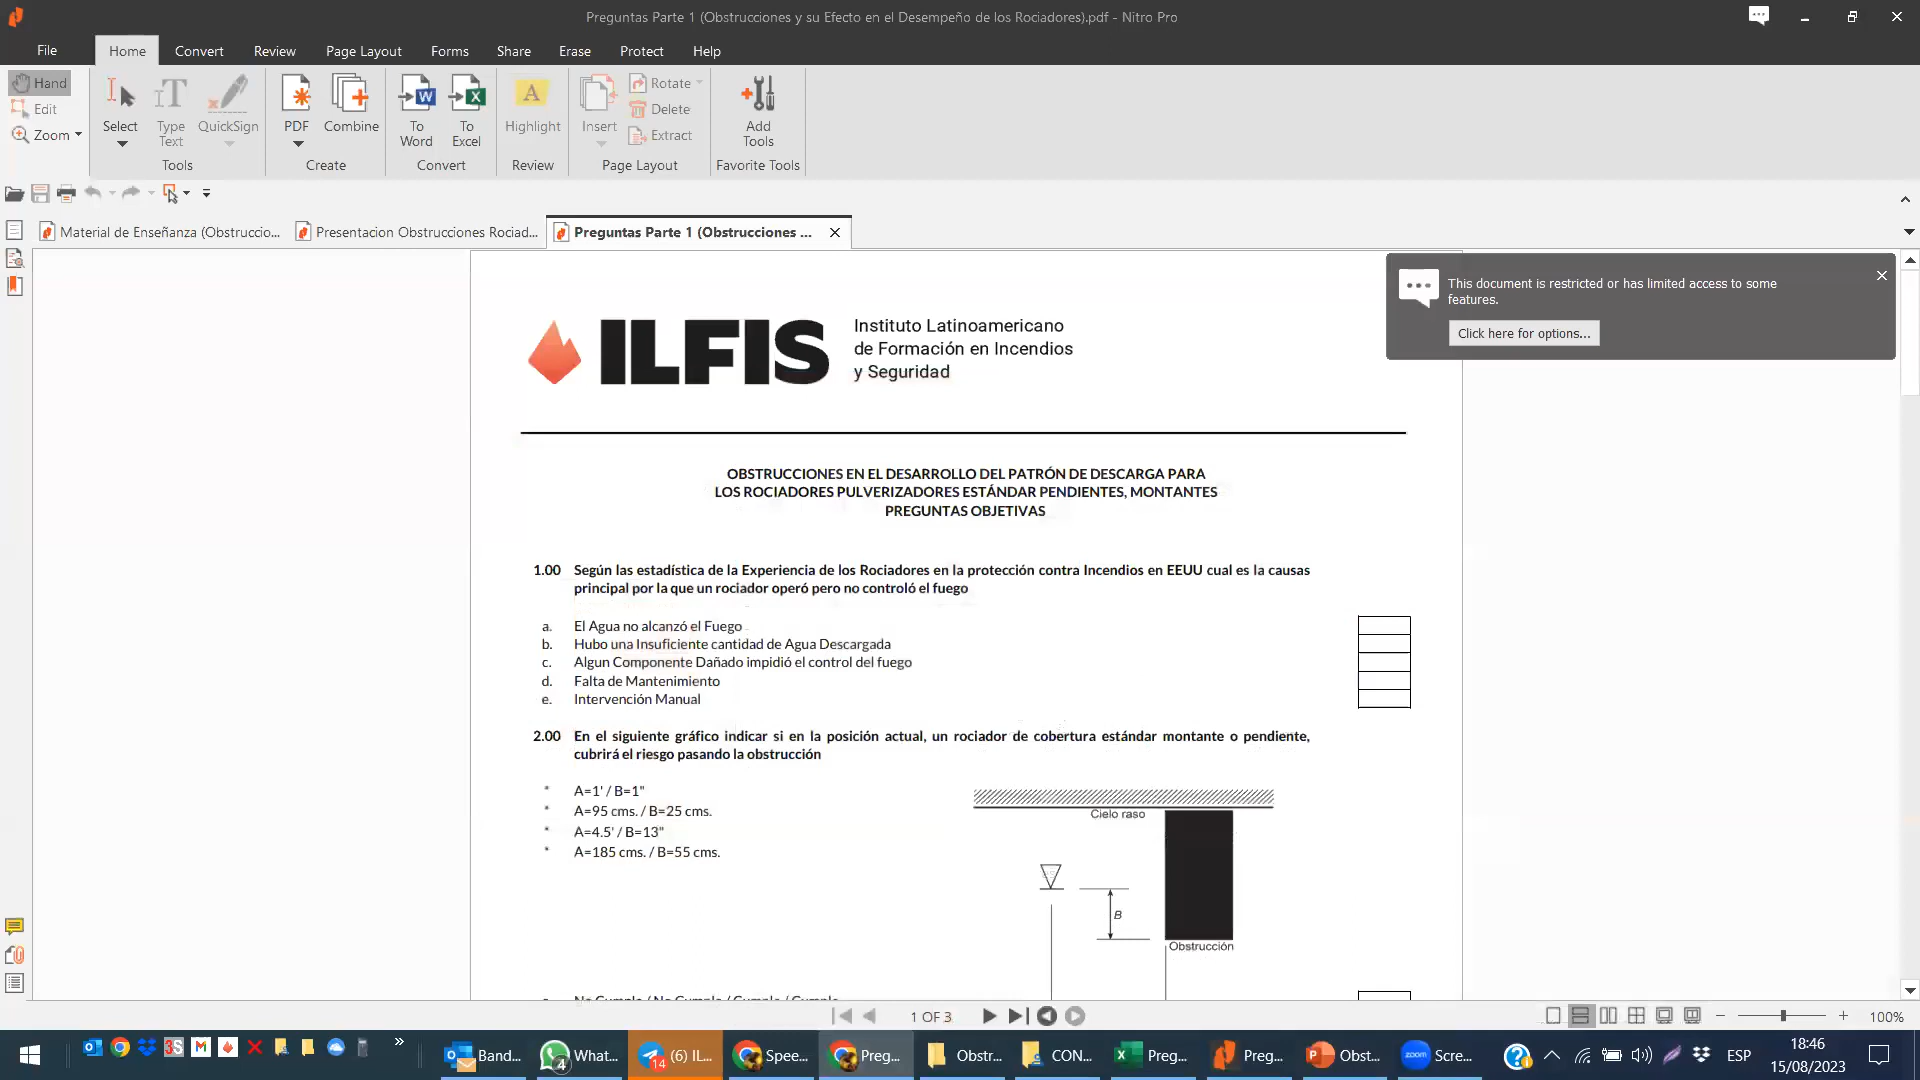 Preguntas Parte 1 (Obstrucciones y su Efecto en el Desempeño de los Rociadores).pdf - Nitro Pro
File
Home
Convert
Review
Page Layout
Forms
Share
Erase
Protect
Help
Hand
Edit
Zoom
Select
Type Text
QuickSign
Tools
PDF
Combine
Create
To Word
To Excel
Convert
Highlight
Review
Insert
Rotate
Delete
Extract
Page Layout
Add Tools
Favorite Tools
Material de Enseñanza (Obstruccio...
Presentacion Obstrucciones Rociad...
Preguntas Parte 1 (Obstrucciones ...
This document is restricted or has limited access to some
features.
Click here for options...
ILFIS
Instituto Latinoamericano
de Formación en Incendios
y Seguridad
OBSTRUCCIONES EN EL DESARROLLO DEL PATRÓN DE DESCARGA PARA
LOS ROCIADORES PULVERIZADORES ESTÁNDAR PENDIENTES, MONTANTES
PREGUNTAS OBJETIVAS
1.00 Según las estadística de la Experiencia de los Rociadores en la protección contra Incendios en EEUU cual es la causas
principal por la que un rociador operó pero no controló el fuego
a. El Agua no alcanzó el Fuego
b. Hubo una Insuficiente cantidad de Agua Descargada
c. Algun Componente Dañado impidió el control del fuego
d. Falta de Mantenimiento
e. Intervención Manual
2.00 En el siguiente gráfico indicar si en la posición actual, un rociador de cobertura estándar montante o pendiente,
cubrirá el riesgo pasando la obstrucción
* A=1' / B=1"
* A=95 cms. / B=25 cms.
* A=4.5' / B=13"
* A=185 cms. / B=55 cms.
Cielo raso
B
Obstrucción
No Cumple / No Cumple / Cumple / Cumple
1 OF 3
100%
Band...
What...
4
(6) IL...
14
Spee...
Preg...
Obstr...
CON...
Preg...
Preg...
Obst...
zoom
Scre...
ESP
18:46
15/08/2023